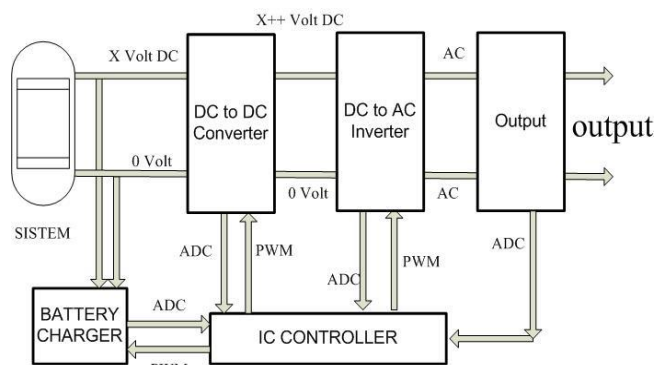 X++ Volt DC
X Volt DC
AC
DC to DC
Converter
DC to AC
Inverter
Output
output
0 Volt
0 Volt
AC
SISTEM
ADC
PWM
ADC
PWM
ADC
BATTERY
CHARGER
ADC
IC CONTROLLER
PWM